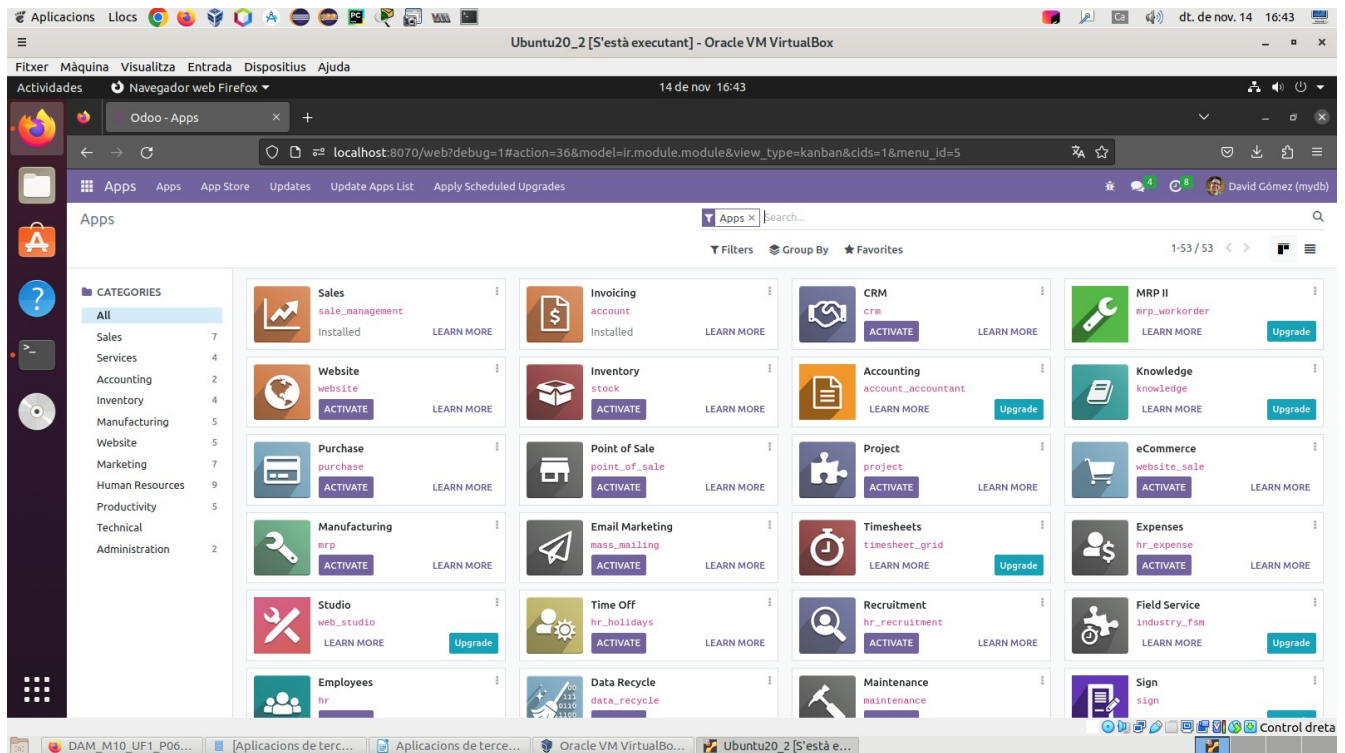 Aplicacions Llocs Ca dt. de nov. 14 16:43
Ubuntu20_2 [S'està executant] - Oracle VM VirtualBox
Fitxer Màquina Visualitza Entrada Dispositius Ajuda
Actividades Navegador web Firefox 14 de nov 16:43
Odoo - Apps
localhost:8070/web?debug=1#action=36&model=ir.module.module&view_type=kanban&cids=1&menu_id=5
Apps Apps App Store Updates Update Apps List Apply Scheduled Upgrades 4 8 David Gómez (mydb)
Apps Apps × Search...
Filters Group By Favorites 1-53 / 53
CATEGORIES
All
Sales 7
Services 4
Accounting 2
Inventory 4
Manufacturing 5
Website 5
Marketing 7
Human Resources 9
Productivity 5
Technical
Administration 2
Sales Invoicing CRM MRP II
sale_management account crm mrp_workorder
Installed LEARN MORE Installed LEARN MORE ACTIVATE LEARN MORE LEARN MORE Upgrade
Website Inventory Accounting Knowledge
website stock account_accountant knowledge
ACTIVATE LEARN MORE ACTIVATE LEARN MORE LEARN MORE Upgrade LEARN MORE Upgrade
Purchase Point of Sale Project eCommerce
purchase point_of_sale project website_sale
ACTIVATE LEARN MORE ACTIVATE LEARN MORE ACTIVATE LEARN MORE ACTIVATE LEARN MORE
Manufacturing Email Marketing Timesheets Expenses
mrp mass_mailing timesheet_grid hr_expense
ACTIVATE LEARN MORE ACTIVATE LEARN MORE LEARN MORE Upgrade ACTIVATE LEARN MORE
Studio Time Off Recruitment Field Service
web_studio hr_holidays hr_recruitment industry_fsm
LEARN MORE Upgrade ACTIVATE LEARN MORE ACTIVATE LEARN MORE LEARN MORE Upgrade
Employees Data Recycle Maintenance Sign
hr data_recycle maintenance sign
Control dreta
DAM_M10_UF1_P06... [Aplicacions de terc... Aplicacions de terce... Oracle VM VirtualBo... Ubuntu20_2 [S'està e...